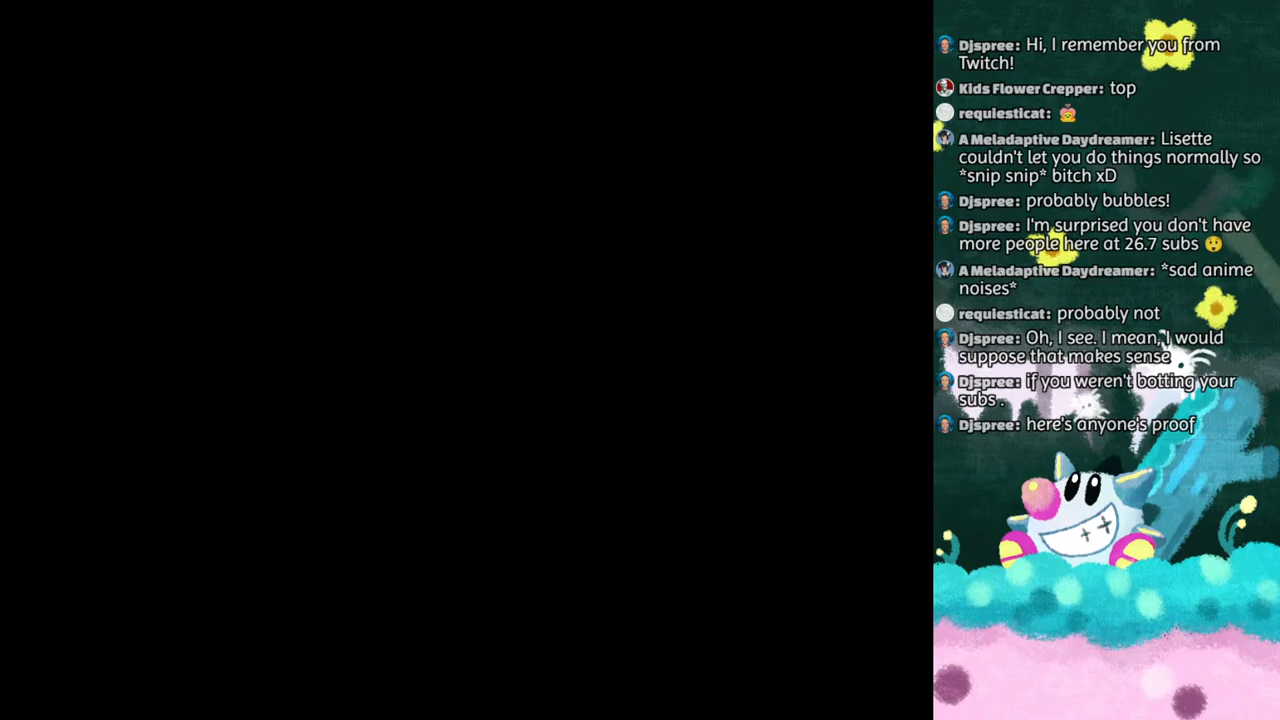 Djspree: Hi, I remember you from
Twitch!
Kids Flower Crepper: top
requiesticat:
A Meladaptive Daydreamer: Lisette
couldn't let you do things normally so
*snip snip* bitch xD
Djspree: probably bubbles!
Djspree: I'm surprised you don't have
more people here at 26.7 subs 😲
A Meladaptive Daydreamer: *sad anime
noises*
requiesticat: probably not
Djspree: Oh, I see. I mean, I would
suppose that makes sense
Djspree: if you weren't botting your
subs .
Djspree: here's anyone's proof